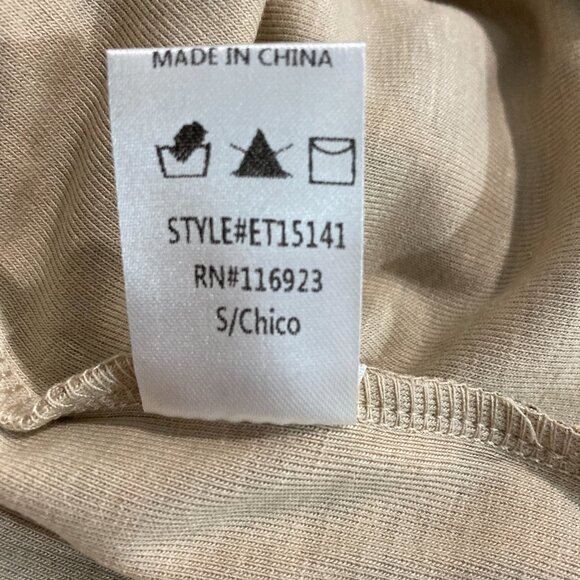 MADE IN CHINA
STYLE#ET15141
RN#116923
S/Chico